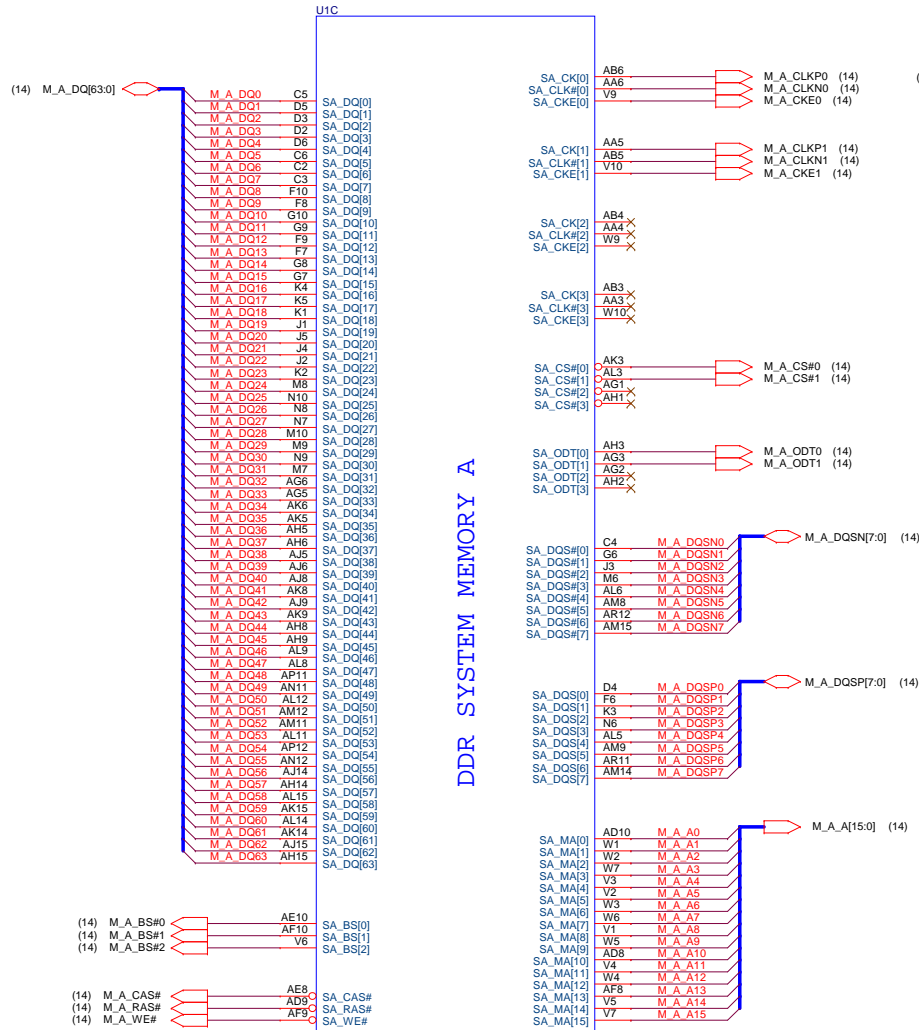 U1C
(14) M_A_DQ[63:0]
M_A_DQ0 C5 SA_DQ[0]
M_A_DQ1 D5 SA_DQ[1]
M_A_DQ2 D3 SA_DQ[2]
M_A_DQ3 D2 SA_DQ[3]
M_A_DQ4 D6 SA_DQ[4]
M_A_DQ5 C6 SA_DQ[5]
M_A_DQ6 C2 SA_DQ[6]
M_A_DQ7 C3 SA_DQ[7]
M_A_DQ8 F10 SA_DQ[8]
M_A_DQ9 F8 SA_DQ[9]
M_A_DQ10 G10 SA_DQ[10]
M_A_DQ11 G9 SA_DQ[11]
M_A_DQ12 F9 SA_DQ[12]
M_A_DQ13 F7 SA_DQ[13]
M_A_DQ14 G8 SA_DQ[14]
M_A_DQ15 G7 SA_DQ[15]
M_A_DQ16 K4 SA_DQ[16]
M_A_DQ17 K5 SA_DQ[17]
M_A_DQ18 K1 SA_DQ[18]
M_A_DQ19 J1 SA_DQ[19]
M_A_DQ20 J5 SA_DQ[20]
M_A_DQ21 J4 SA_DQ[21]
M_A_DQ22 J2 SA_DQ[22]
M_A_DQ23 K2 SA_DQ[23]
M_A_DQ24 M8 SA_DQ[24]
M_A_DQ25 N10 SA_DQ[25]
M_A_DQ26 N8 SA_DQ[26]
M_A_DQ27 N7 SA_DQ[27]
M_A_DQ28 M10 SA_DQ[28]
M_A_DQ29 M9 SA_DQ[29]
M_A_DQ30 N9 SA_DQ[30]
M_A_DQ31 M7 SA_DQ[31]
M_A_DQ32 AG6 SA_DQ[32]
M_A_DQ33 AG5 SA_DQ[33]
M_A_DQ34 AK6 SA_DQ[34]
M_A_DQ35 AK5 SA_DQ[35]
M_A_DQ36 AH5 SA_DQ[36]
M_A_DQ37 AH6 SA_DQ[37]
M_A_DQ38 AJ5 SA_DQ[38]
M_A_DQ39 AJ6 SA_DQ[39]
M_A_DQ40 AJ8 SA_DQ[40]
M_A_DQ41 AK8 SA_DQ[41]
M_A_DQ42 AJ9 SA_DQ[42]
M_A_DQ43 AK9 SA_DQ[43]
M_A_DQ44 AH8 SA_DQ[44]
M_A_DQ45 AH9 SA_DQ[45]
M_A_DQ46 AL9 SA_DQ[46]
M_A_DQ47 AL8 SA_DQ[47]
M_A_DQ48 AP11 SA_DQ[48]
M_A_DQ49 AN11 SA_DQ[49]
M_A_DQ50 AL12 SA_DQ[50]
M_A_DQ51 AM12 SA_DQ[51]
M_A_DQ52 AM11 SA_DQ[52]
M_A_DQ53 AL11 SA_DQ[53]
M_A_DQ54 AP12 SA_DQ[54]
M_A_DQ55 AN12 SA_DQ[55]
M_A_DQ56 AJ14 SA_DQ[56]
M_A_DQ57 AH14 SA_DQ[57]
M_A_DQ58 AL15 SA_DQ[58]
M_A_DQ59 AK15 SA_DQ[59]
M_A_DQ60 AL14 SA_DQ[60]
M_A_DQ61 AK14 SA_DQ[61]
M_A_DQ62 AJ15 SA_DQ[62]
M_A_DQ63 AH15 SA_DQ[63]
(14) M_A_BS#0 AE10 SA_BS[0]
(14) M_A_BS#1 AF10 SA_BS[1]
(14) M_A_BS#2 V6 SA_BS[2]
(14) M_A_CAS# AE8 SA_CAS#
(14) M_A_RAS# AD9 SA_RAS#
(14) M_A_WE# AF9 SA_WE#
DDR SYSTEM MEMORY A
SA_CK[0] AB6 M_A_CLKP0 (14)
SA_CLK#[0] AA6 M_A_CLKN0 (14)
SA_CKE[0] V9 M_A_CKE0 (14)
SA_CK[1] AA5 M_A_CLKP1 (14)
SA_CLK#[1] AB5 M_A_CLKN1 (14)
SA_CKE[1] V10 M_A_CKE1 (14)
SA_CK[2] AB4
SA_CLK#[2] AA4
SA_CKE[2] W9
SA_CK[3] AB3
SA_CLK#[3] AA3
SA_CKE[3] W10
SA_CS#[0] AK3 M_A_CS#0 (14)
SA_CS#[1] AL3 M_A_CS#1 (14)
SA_CS#[2] AG1
SA_CS#[3] AH1
SA_ODT[0] AH3 M_A_ODT0 (14)
SA_ODT[1] AG3 M_A_ODT1 (14)
SA_ODT[2] AG2
SA_ODT[3] AH2
M_A_DQSN[7:0] (14)
SA_DQS#[0] C4 M_A_DQSN0
SA_DQS#[1] G6 M_A_DQSN1
SA_DQS#[2] J3 M_A_DQSN2
SA_DQS#[3] M6 M_A_DQSN3
SA_DQS#[4] AL6 M_A_DQSN4
SA_DQS#[5] AM8 M_A_DQSN5
SA_DQS#[6] AR12 M_A_DQSN6
SA_DQS#[7] AM15 M_A_DQSN7
M_A_DQSP[7:0] (14)
SA_DQS[0] D4 M_A_DQSP0
SA_DQS[1] F6 M_A_DQSP1
SA_DQS[2] K3 M_A_DQSP2
SA_DQS[3] N6 M_A_DQSP3
SA_DQS[4] AL5 M_A_DQSP4
SA_DQS[5] AM9 M_A_DQSP5
SA_DQS[6] AR11 M_A_DQSP6
SA_DQS[7] AM14 M_A_DQSP7
M_A_A[15:0] (14)
SA_MA[0] AD10 M_A_A0
SA_MA[1] W1 M_A_A1
SA_MA[2] W2 M_A_A2
SA_MA[3] W7 M_A_A3
SA_MA[4] V3 M_A_A4
SA_MA[5] V2 M_A_A5
SA_MA[6] W3 M_A_A6
SA_MA[7] W6 M_A_A7
SA_MA[8] V1 M_A_A8
SA_MA[9] W5 M_A_A9
SA_MA[10] AD8 M_A_A10
SA_MA[11] V4 M_A_A11
SA_MA[12] W4 M_A_A12
SA_MA[13] AF8 M_A_A13
SA_MA[14] V5 M_A_A14
SA_MA[15] V7 M_A_A15
(